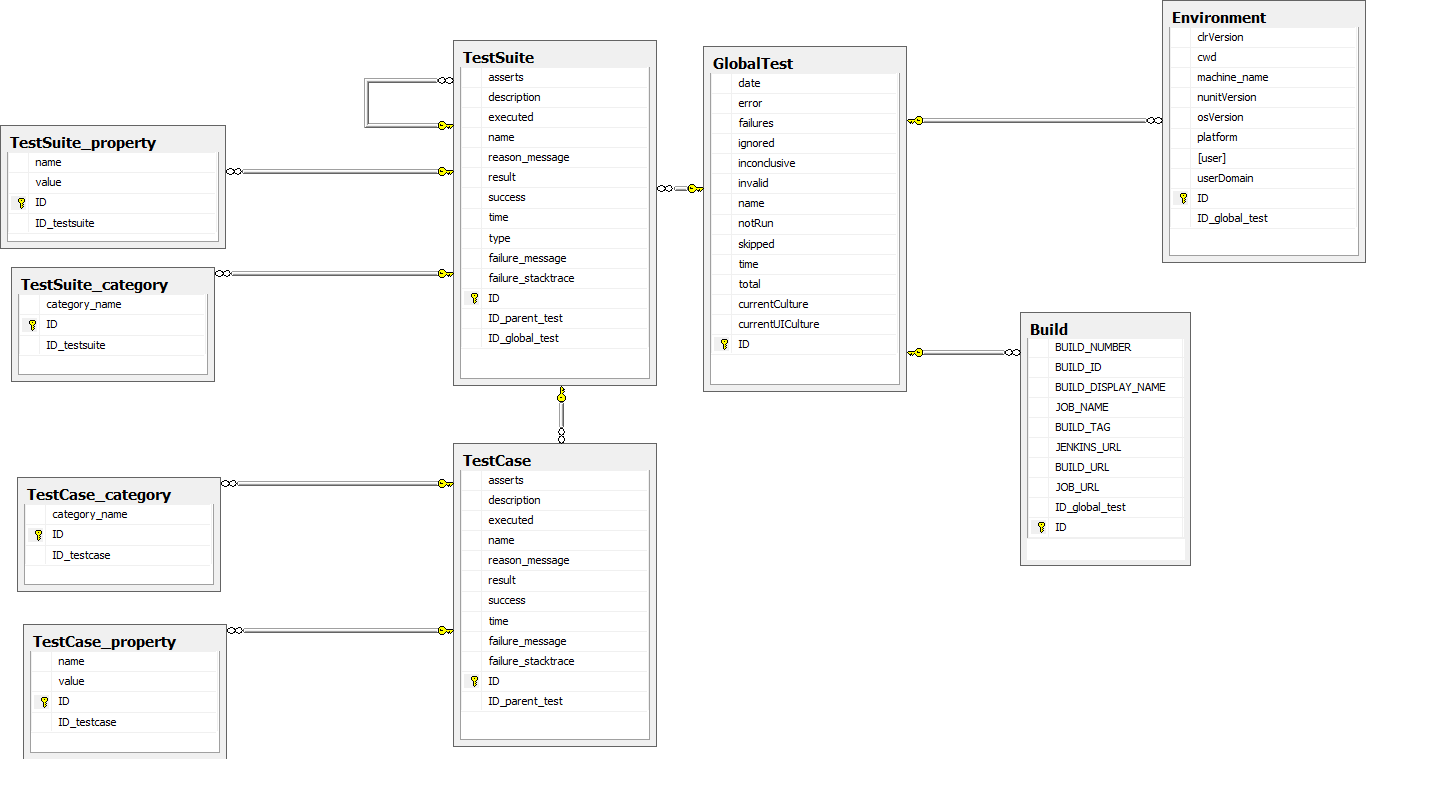 TestSuite_property
name
value
ID
ID_testsuite
TestSuite_category
category_name
ID
ID_testsuite
TestCase_category
category_name
ID
ID_testcase
TestCase_property
name
value
ID
ID_testcase
TestSuite
asserts
description
executed
name
reason_message
result
success
time
type
failure_message
failure_stacktrace
ID
ID_parent_test
ID_global_test
TestCase
asserts
description
executed
name
reason_message
result
success
time
failure_message
failure_stacktrace
ID
ID_parent_test
GlobalTest
date
error
failures
ignored
inconclusive
invalid
name
notRun
skipped
time
total
currentCulture
currentUICulture
ID
Environment
clrVersion
cwd
machine_name
nunitVersion
osVersion
platform
[user]
userDomain
ID
ID_global_test
Build
BUILD_NUMBER
BUILD_ID
BUILD_DISPLAY_NAME
JOB_NAME
BUILD_TAG
JENKINS_URL
BUILD_URL
JOB_URL
ID_global_test
ID